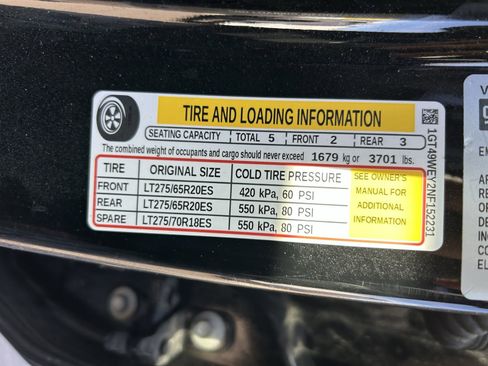 TIRE AND LOADING INFORMATION
SEATING CAPACITY TOTAL 5 FRONT 2 REAR 3
The combined weight of occupants and cargo should never exceed 1679 kg or 3701 lbs.
TIRE ORIGINAL SIZE COLD TIRE PRESSURE
FRONT LT275/65R20ES 420 kPa, 60 PSI
REAR LT275/65R20ES 550 kPa, 80 PSI
SPARE LT275/70R18ES 550 kPa, 80 PSI
SEE OWNER'S
MANUAL FOR
ADDITIONAL
INFORMATION
1GT49WEY2NF152231